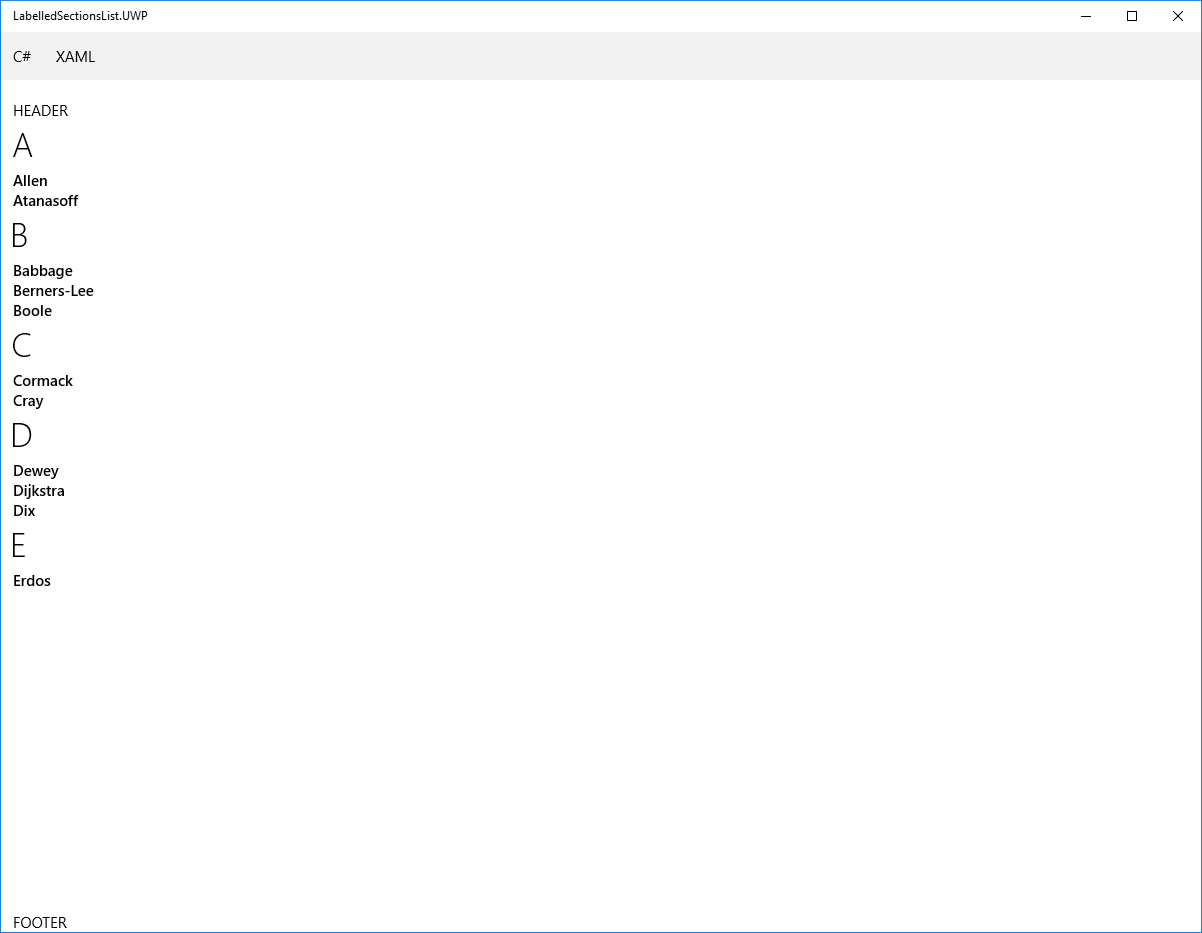 LabelledSectionsList.UWP
C# XAML
HEADER
A
Allen
Atanasoff
B
Babbage
Berners-Lee
Boole
C
Cormack
Cray
D
Dewey
Dijkstra
Dix
E
Erdos
FOOTER